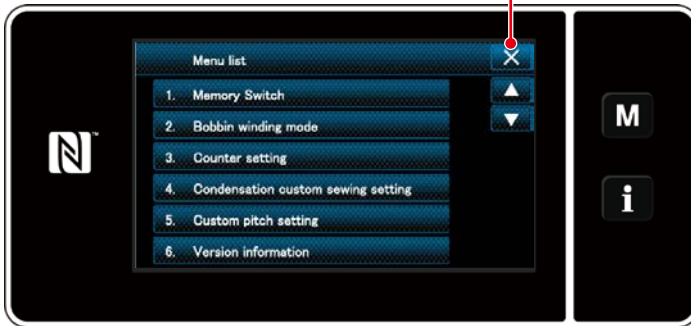 Menu list
1. Memory Switch
2. Bobbin winding mode
3. Counter setting
4. Condensation custom sewing setting
5. Custom pitch setting
6. Version information
M
i
N